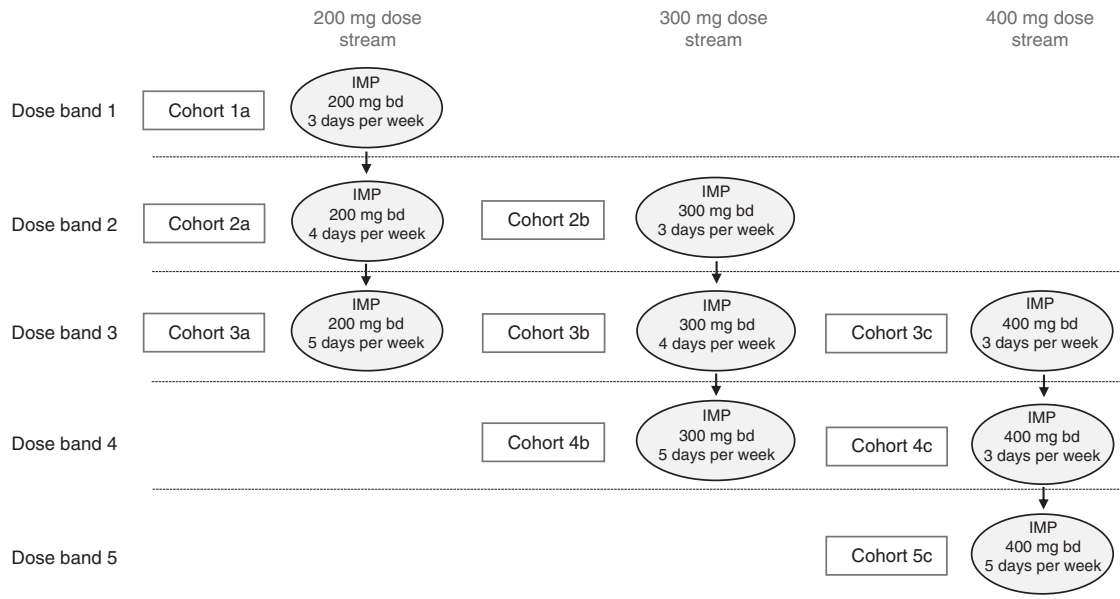 200 mg dose
stream
300 mg dose
stream
400 mg dose
stream
Dose band 1
Cohort 1a
IMP
200 mg bd
3 days per week
Dose band 2
Cohort 2a
IMP
200 mg bd
4 days per week
Cohort 2b
IMP
300 mg bd
3 days per week
Dose band 3
Cohort 3a
IMP
200 mg bd
5 days per week
Cohort 3b
IMP
300 mg bd
4 days per week
Cohort 3c
IMP
400 mg bd
3 days per week
Dose band 4
Cohort 4b
IMP
300 mg bd
5 days per week
Cohort 4c
IMP
400 mg bd
3 days per week
Dose band 5
Cohort 5c
IMP
400 mg bd
5 days per week